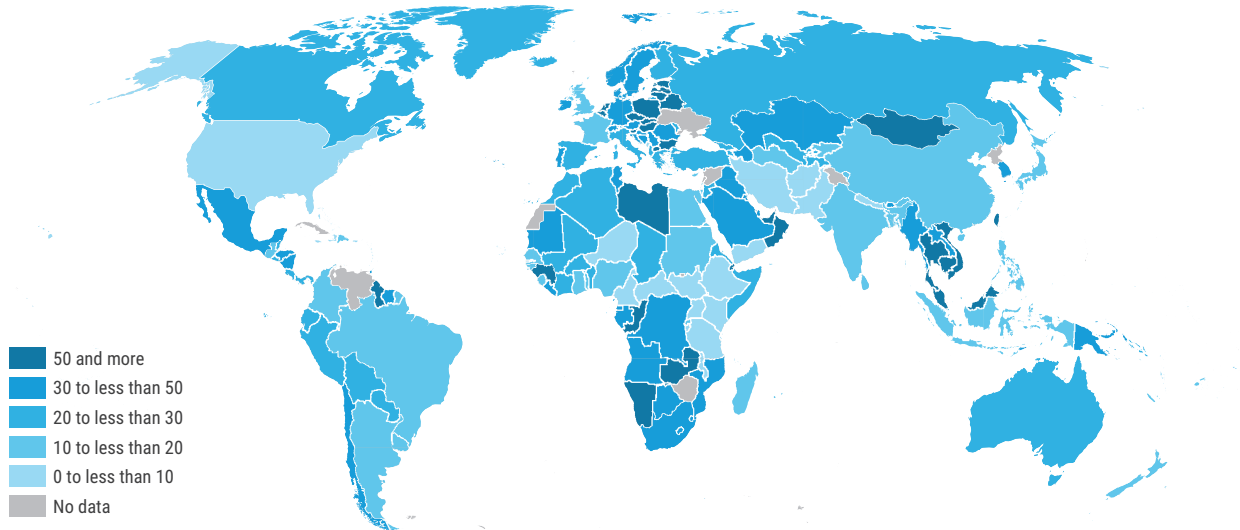 50 and more
30 to less than 50
20 to less than 30
10 to less than 20
0 to less than 10
No data